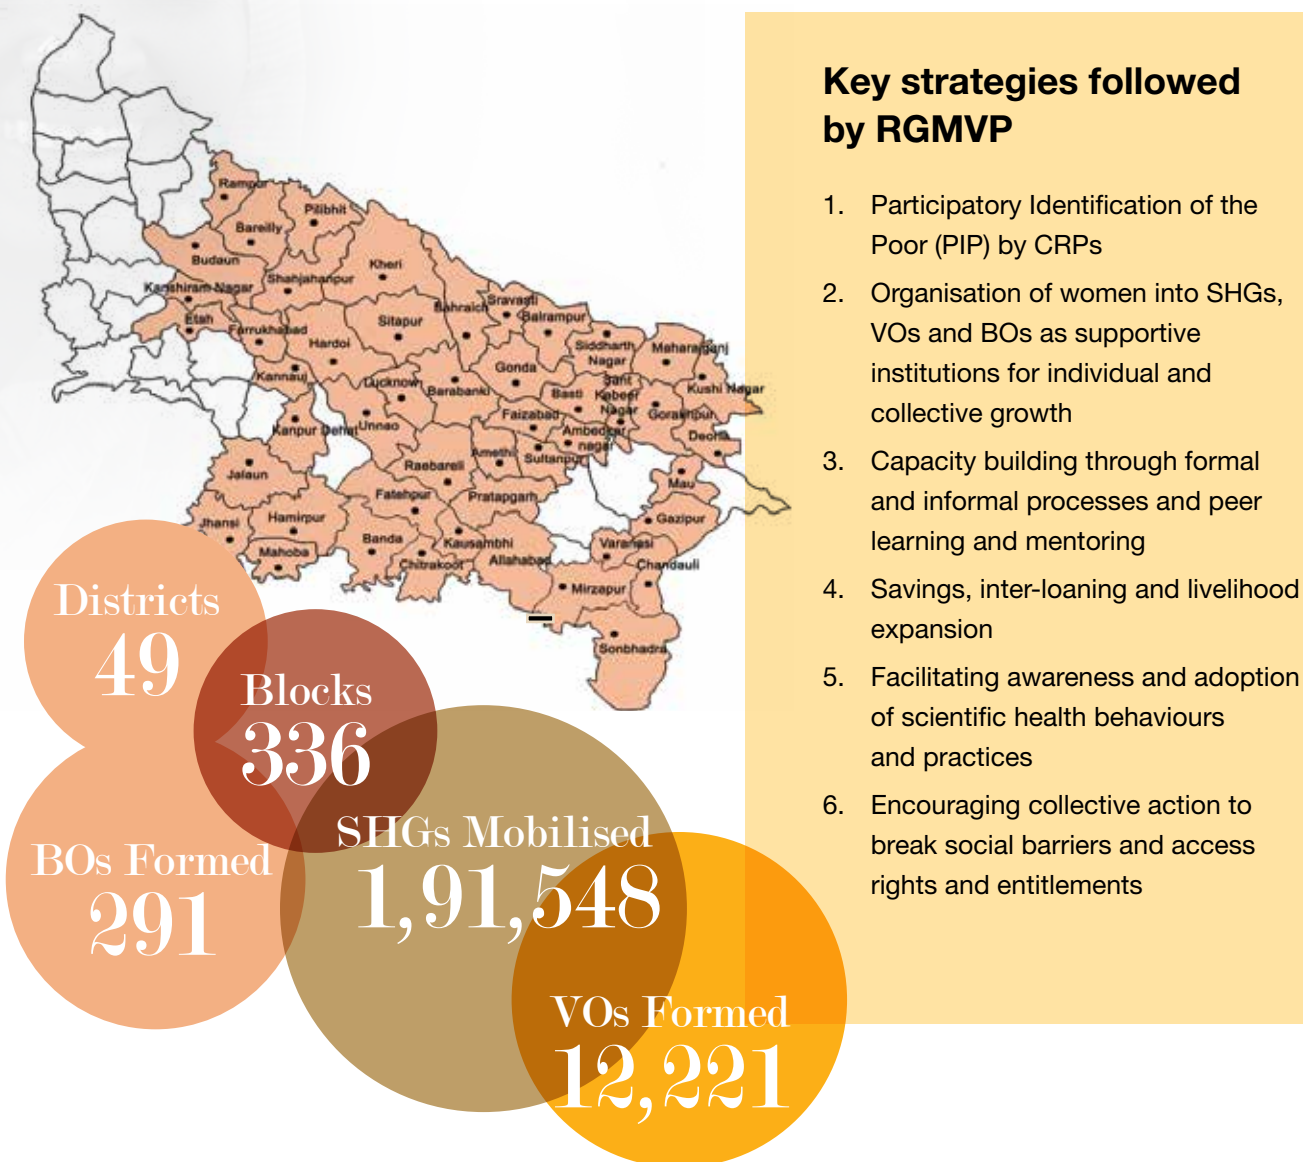 Rampur
Pilibhit
Bareilly
Budaun
Kheri
Shahjahanpur
Kanshiram Nagar
Bahraich
Sravasti
Balrampur
Etah
Farrukhabad
Sitapur
Hardoi
Siddharth
Nagar
Maharajganj
Gonda
Kannauj
Lucknow
Barabanki
Basti
Sant
Kabeer
Nagar
Kushi Nagar
Faizabad
Gorakhpur
Kanpur Dehat
Unnao
Ambedkar
nagar
Deoria
Amethi
Sultanpur
Raebareli
Jalaun
Mau
Fatehpur
Pratapgarh
Jhansi
Hamirpur
Gazipur
Banda
Kausambhi
Varanasi
Mahoba
Chitrakoot
Allahabad
Chandauli
Mirzapur
Sonbhadra
Districts
49
Blocks
336
BOs Formed
291
SHGs Mobilised
1,91,548
VOs Formed
12,221
Key strategies followed
by RGMVP
1. Participatory Identification of the
Poor (PIP) by CRPs
2. Organisation of women into SHGs,
VOs and BOs as supportive
institutions for individual and
collective growth
3. Capacity building through formal
and informal processes and peer
learning and mentoring
4. Savings, inter-loaning and livelihood
expansion
5. Facilitating awareness and adoption
of scientific health behaviours
and practices
6. Encouraging collective action to
break social barriers and access
rights and entitlements